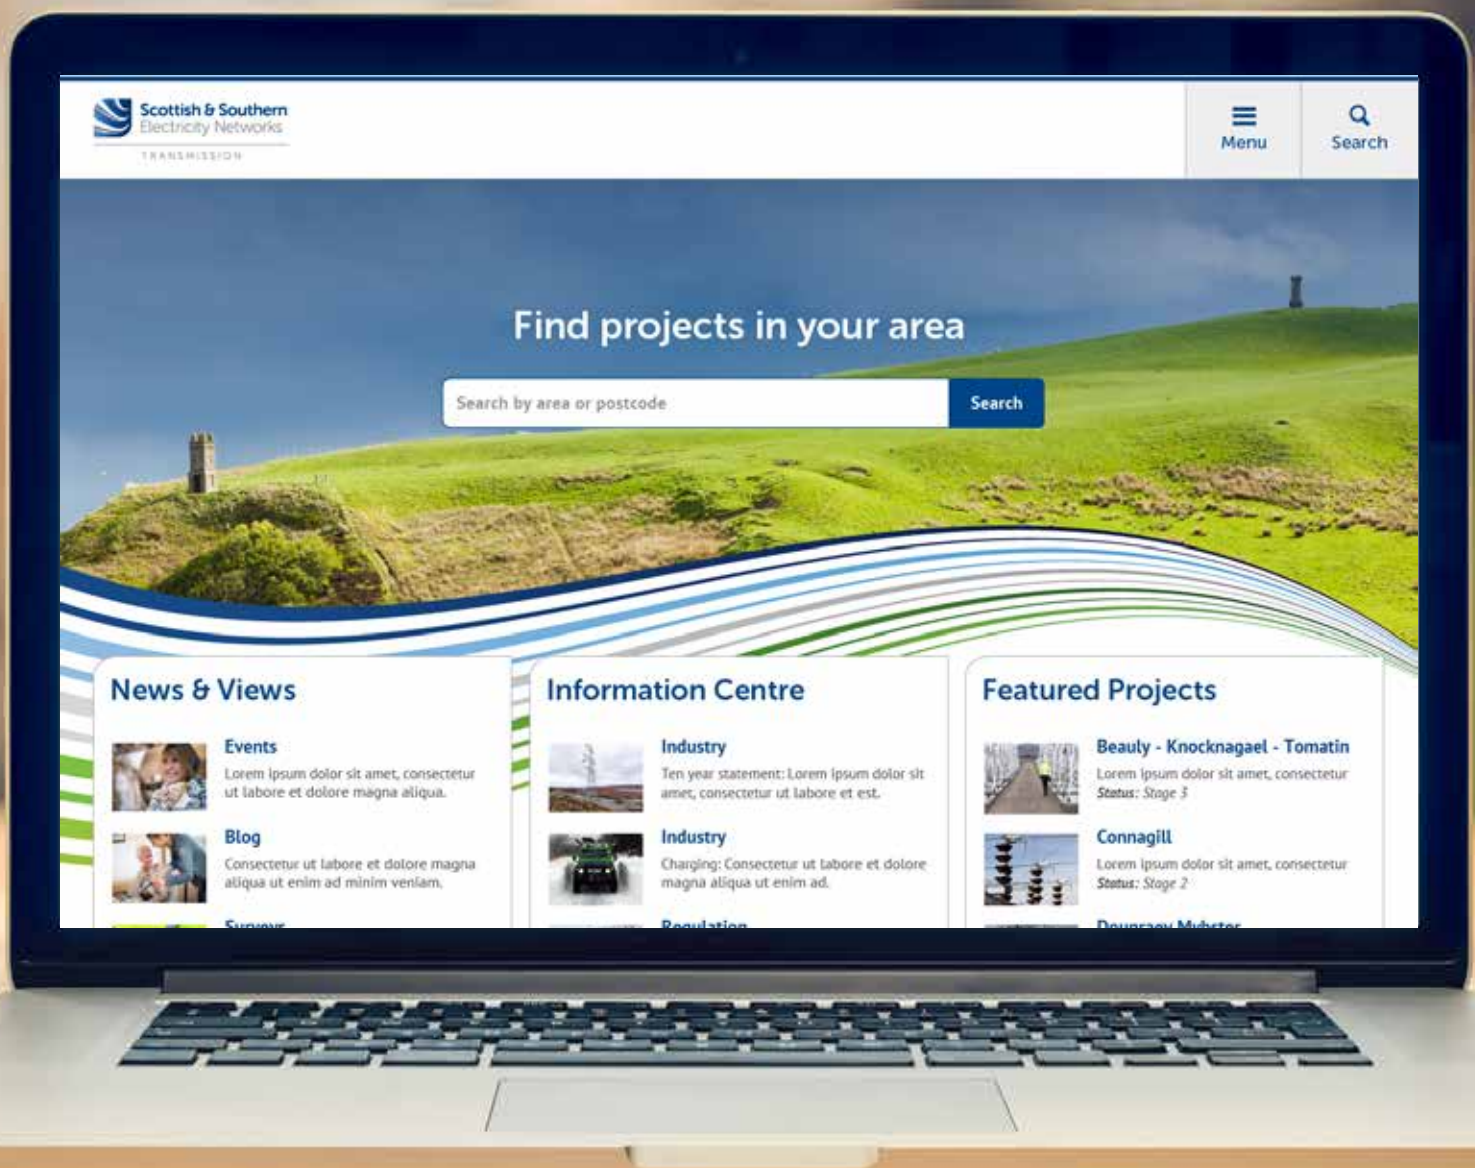 Scottish & Southern
Electricity Networks
TRANSMISSION
Menu
Search
Find projects in your area
Search by area or postcode
Search
News & Views
Events
Lorem ipsum dolor sit amet, consectetur
ut labore et dolore magna aliqua.
Blog
Consectetur ut labore et dolore magna
aliqua ut enim ad minim veniam.
Surveys
Information Centre
Industry
Ten year statement: Lorem ipsum dolor sit
amet, consectetur ut labore et est.
Industry
Charging: Consectetur ut labore et dolore
magna aliqua ut enim ad.
Regulation
Featured Projects
Beauly - Knocknagael - Tomatin
Lorem ipsum dolor sit amet, consectetur
Status: Stage 3
Connagill
Lorem ipsum dolor sit amet, consectetur
Status: Stage 2
Dounraey Mybster